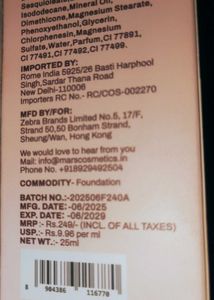 Sesquioleate,
Isododecane, Mineral Oil,
Dimethicone, Magnesium Stearate,
Phenoxyethanol, Glycerin,
Chlorphenesin, Magnesium
Sulfate, Water, Parfum, CI 77891,
CI 77491, CI 77492, CI 77499.
IMPORTED BY:
Rome India 5925/26 Basti Harphool
Singh, Sardar Thana Road
New Delhi-110006
Importers RC No.- RC/COS-002270
MFD BY/FOR:
Zebra Brands Limited No.5, 17/F,
Strand 50, 50 Bonham Strand,
Sheung/Wan, Hong Kong
We would love to hear from you
Mail at info@marscosmetics.in
Phone No. +918929492504
COMMODITY- Foundation
BATCH NO.-202506F240A
MFG. DATE -06/2025
EXP. DATE -06/2029
MRP :- Rs.249/- (INCL. OF ALL TAXES)
USP:- Rs.9.96 per ml
NET WT. - 25ml
8 904386 116770